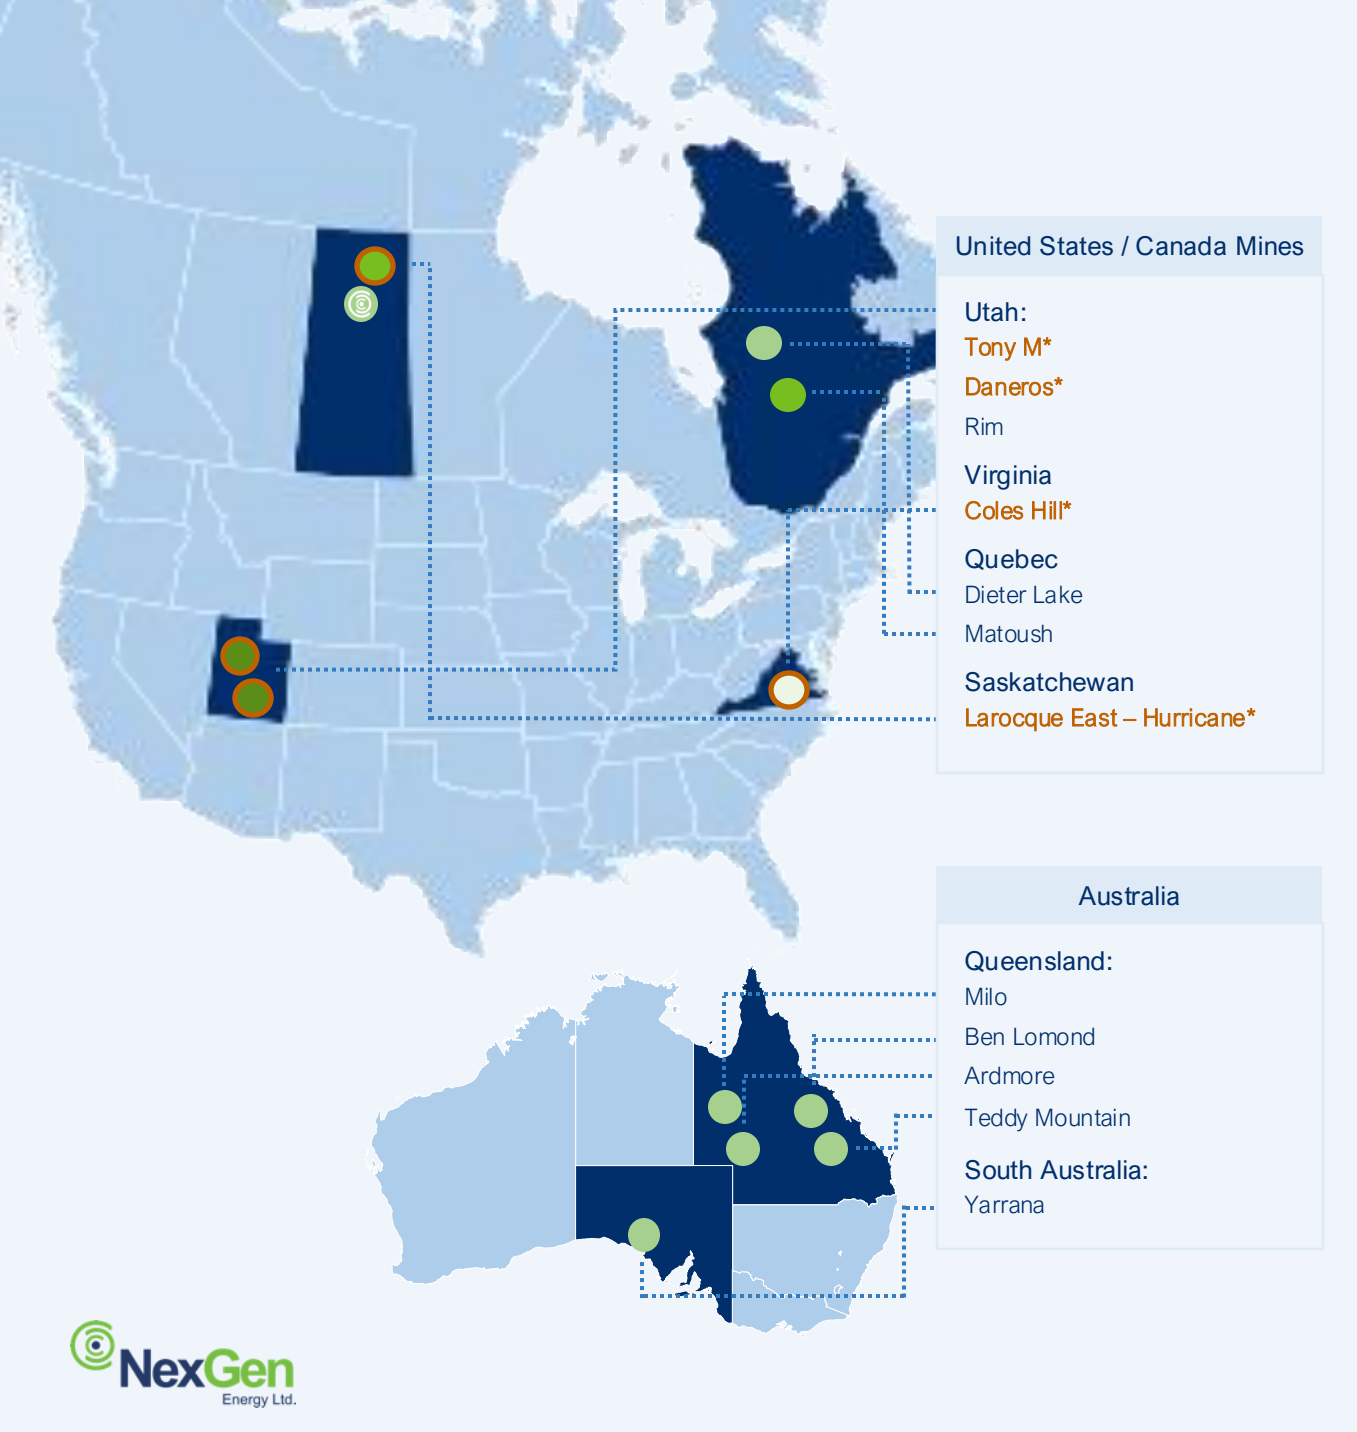 United States / Canada Mines
Utah:
Tony M*
Daneros*
Rim
Virginia
Coles Hill*
Quebec
Dieter Lake
Matoush
Saskatchewan
Larocque East – Hurricane*
Australia
Queensland:
Milo
Ben Lomond
Ardmore
Teddy Mountain
South Australia:
Yarrana
NexGen
Energy Ltd.